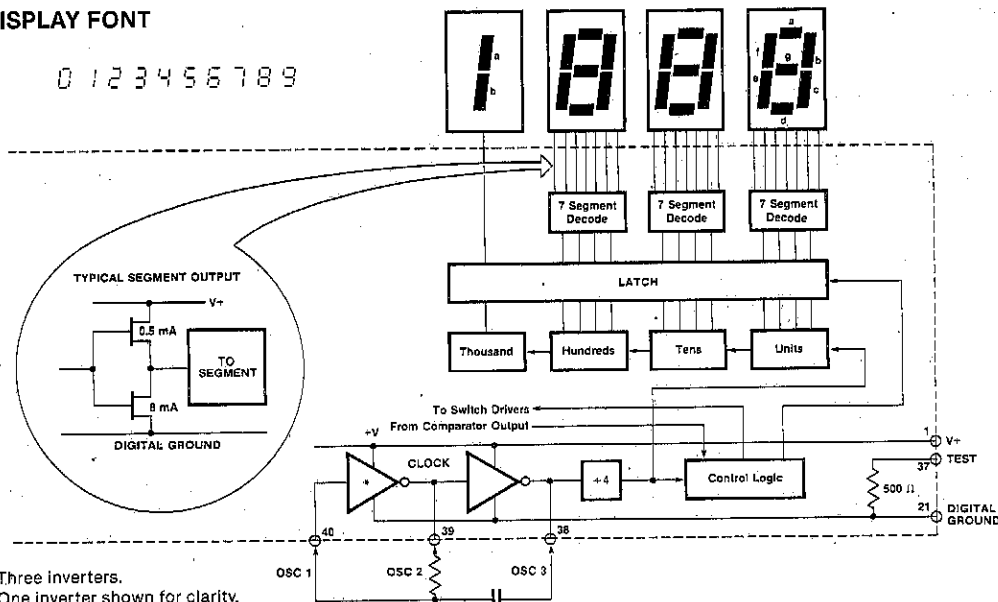 ISPLAY FONT
0 1 2 3 4 5 6 7 8 9
a
b
a
f
g
b
e
c
d
7 Segment
Decode
7 Segment
Decode
7 Segment
Decode
TYPICAL SEGMENT OUTPUT
V+
0.5 mA
TO
SEGMENT
8 mA
DIGITAL GROUND
LATCH
Thousand
Hundreds
Tens
Units
To Switch Drivers
From Comparator Output
+V
CLOCK
*
÷4
Control Logic
1
V+
TEST
37
500 Ω
21
DIGITAL
GROUND
40
39
38
OSC 1
OSC 2
OSC 3
Three inverters.
One inverter shown for clarity.